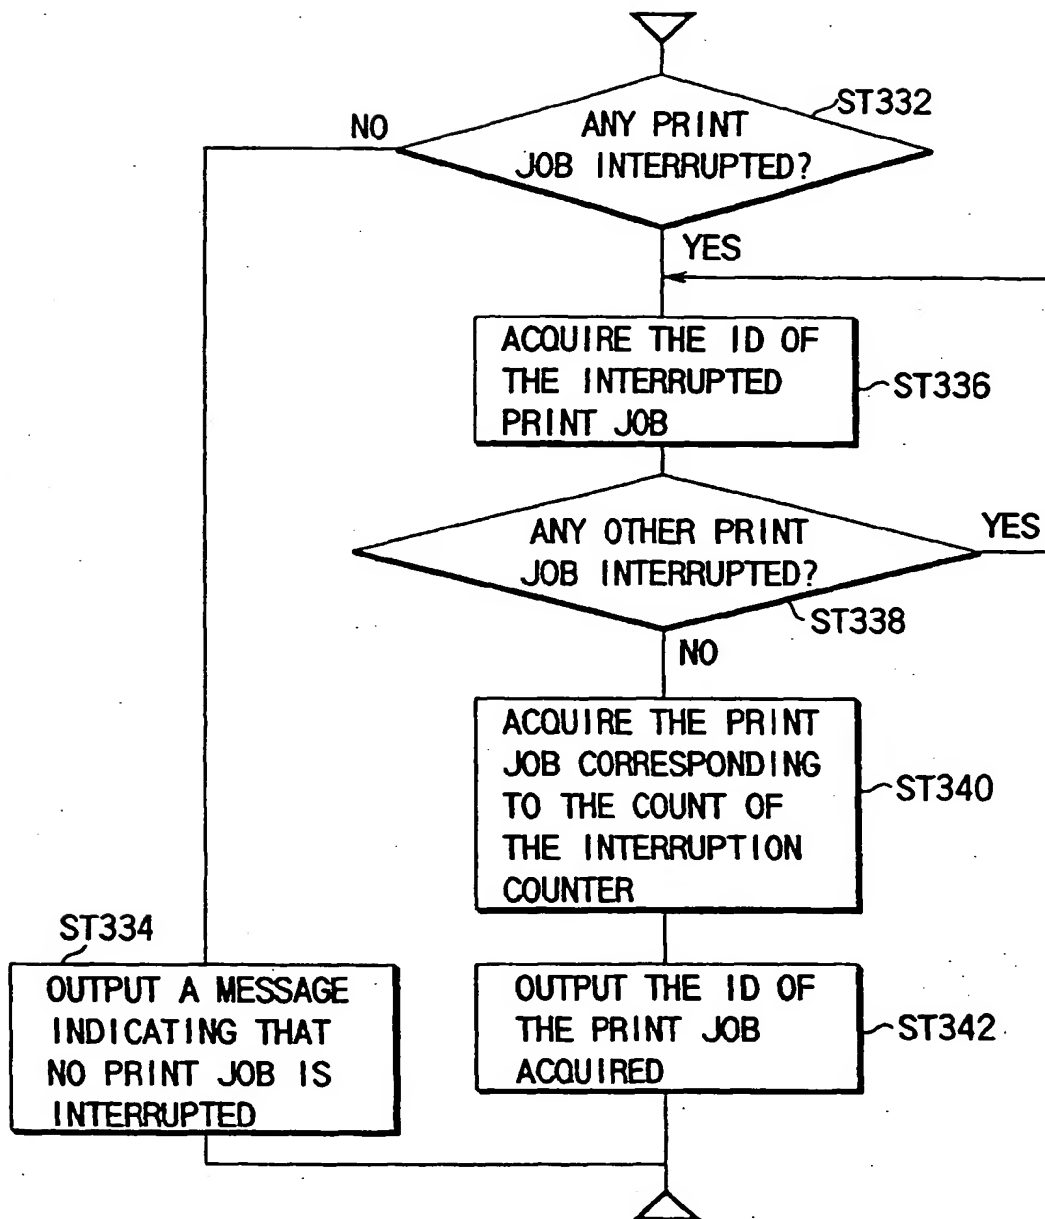 ST332
NO
ANY PRINT
JOB INTERRUPTED?
YES
ACQUIRE THE ID OF
THE INTERRUPTED
PRINT JOB
ST336
ANY OTHER PRINT
JOB INTERRUPTED?
YES
ST338
NO
ACQUIRE THE PRINT
JOB CORRESPONDING
TO THE COUNT OF
THE INTERRUPTION
COUNTER
ST340
ST334
OUTPUT A MESSAGE
INDICATING THAT
NO PRINT JOB IS
INTERRUPTED
OUTPUT THE ID OF
THE PRINT JOB
ACQUIRED
ST342